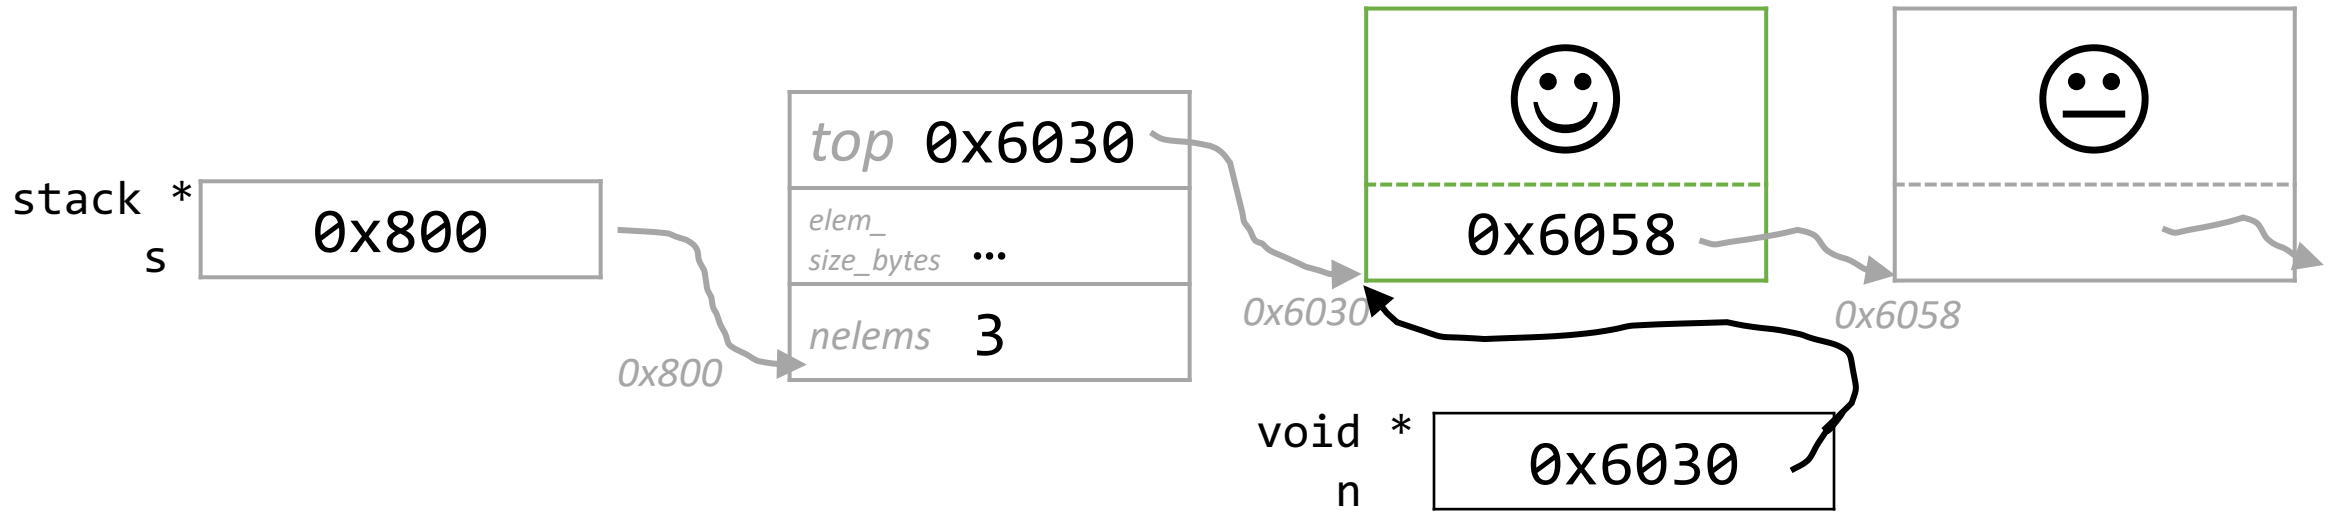 stack *
s
0x800
0x800
top 0x6030
elem_
size_bytes ...
nelems 3
0x6030
0x6058
0x6058
void *
n
0x6030